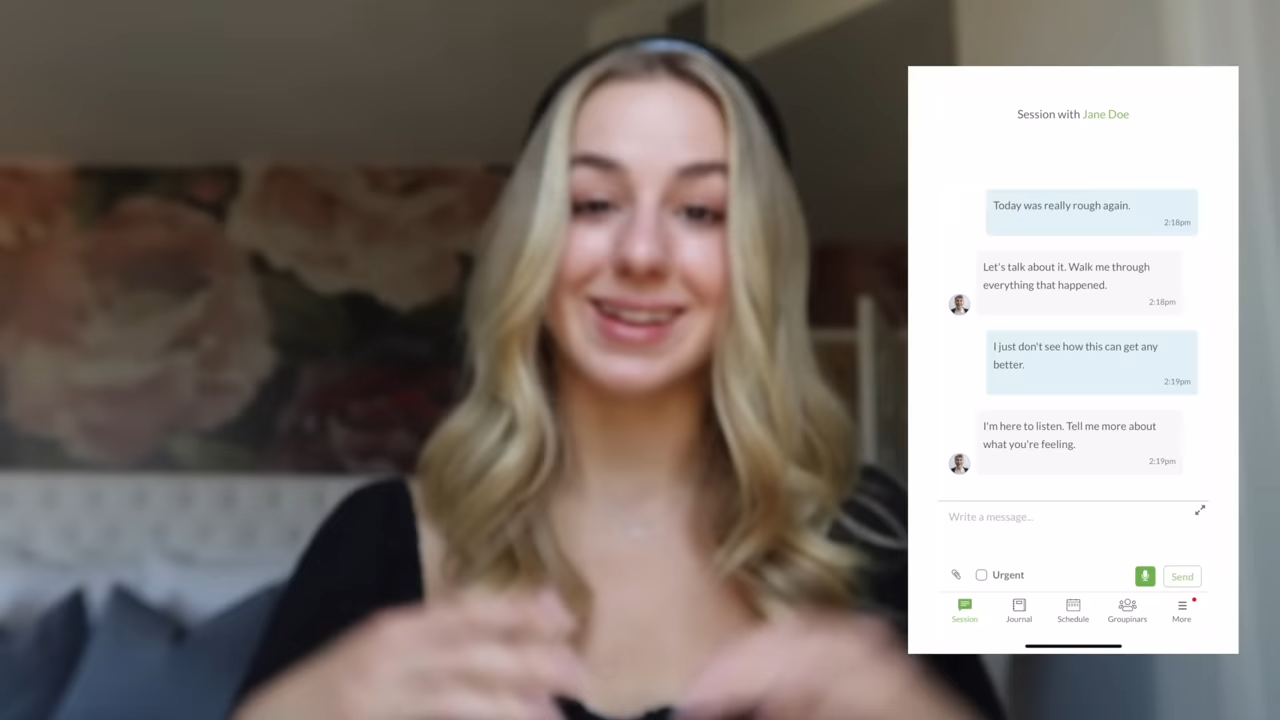 Session with Jane Doe
Today was really rough again.
2:18pm
Let's talk about it. Walk me through
everything that happened.
2:18pm
I just don't see how this can get any
better.
2:19pm
I'm here to listen. Tell me more about
what you're feeling.
2:19pm
Write a message...
Urgent
Send
Session
Journal
Schedule
Groupinars
More